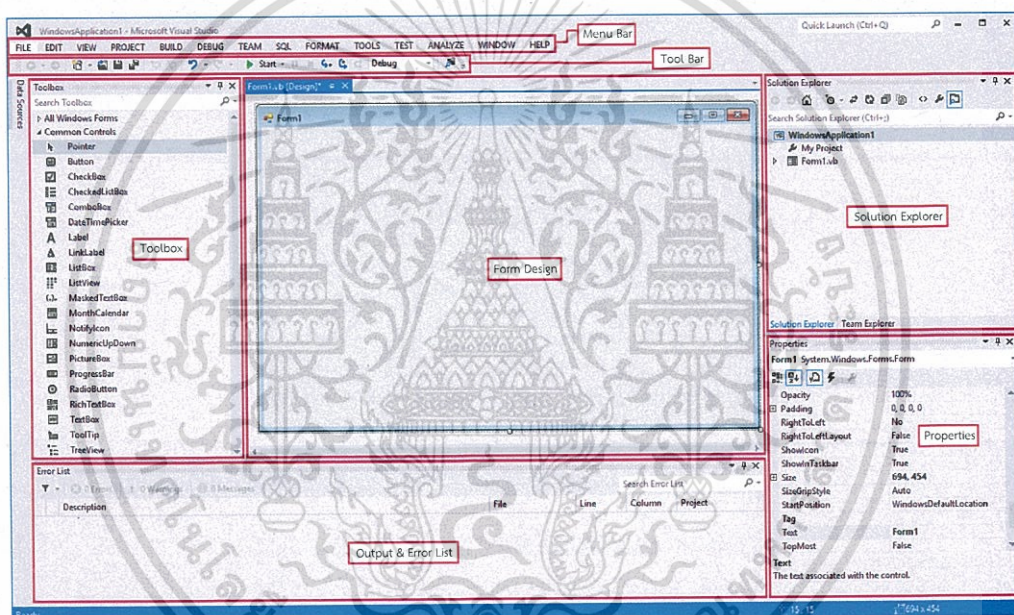 WindowsApplication1 - Microsoft Visual Studio
Quick Launch (Ctrl+Q)
Menu Bar
FILE EDIT VIEW PROJECT BUILD DEBUG TEAM SQL FORMAT TOOLS TEST ANALYZE WINDOW HELP
Tool Bar
Start
Debug
Data Sources
Toolbox
Search Toolbox
All Windows Forms
Common Controls
Pointer
Button
CheckBox
CheckedListBox
ComboBox
DateTimePicker
Label
LinkLabel
ListBox
ListView
MaskedTextBox
MonthCalendar
NotifyIcon
NumericUpDown
PictureBox
ProgressBar
RadioButton
RichTextBox
TextBox
ToolTip
TreeView
Toolbox
Form1.vb [Design]*
Form1
Form Design
Solution Explorer
Search Solution Explorer (Ctrl+;)
WindowsApplication1
My Project
Form1.vb
Solution Explorer
Solution Explorer Team Explorer
Properties
Form1 System.Windows.Forms.Form
Opacity 100%
Padding 0, 0, 0, 0
RightToLeft No
RightToLeftLayout False
ShowIcon True
ShowInTaskbar True
Size 694, 454
SizeGripStyle Auto
StartPosition WindowsDefaultLocation
Tag
Text Form1
TopMost False
Properties
Text
The text associated with the control.
Error List
0 Errors 0 Warnings 0 Messages
Search Error List
Description File Line Column Project
Output & Error List
Ready
15, 15
694 x 454